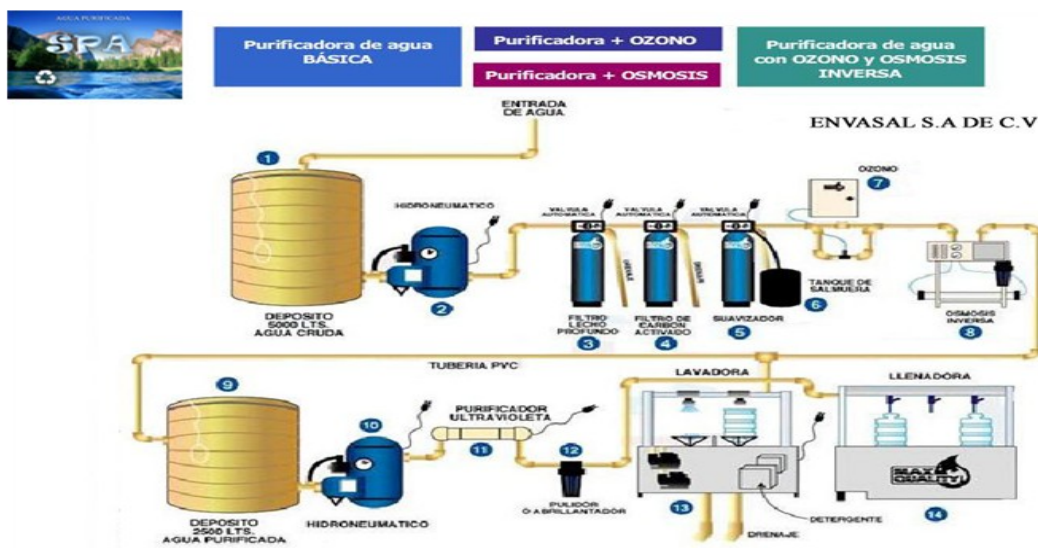 AGUA PURIFICADA
SPA
Purificadora de agua
BÁSICA
Purificadora + OZONO
Purificadora + OSMOSIS
Purificadora de agua
con OZONO y OSMOSIS
INVERSA
ENTRADA
DE AGUA
ENVASAL S.A DE C.V
1
HIDRONEUMATICO
VALVULA
AUTOMATICA
VALVULA
AUTOMATICA
VALVULA
AUTOMATICA
OZONO
7
DRENAJE
DRENAJE
DEPOSITO
5000 LTS.
AGUA CRUDA
2
FILTRO
LECHO
PROFUNDO
3
FILTRO DE
CARBON
ACTIVADO
4
SUAVIZADOR
5
TANQUE DE
SALMUERA
6
OSMOSIS
INVERSA
8
TUBERIA PVC
LAVADORA
LLENADORA
9
10
PURIFICADOR
ULTRAVIOLETA
11
12
PULIDOR
O ABRILLANTADOR
13
MAX
QUALITY
14
DETERGENTE
DRENAJE
DEPOSITO
2500 LTS.
AGUA PURIFICADA
HIDRONEUMATICO